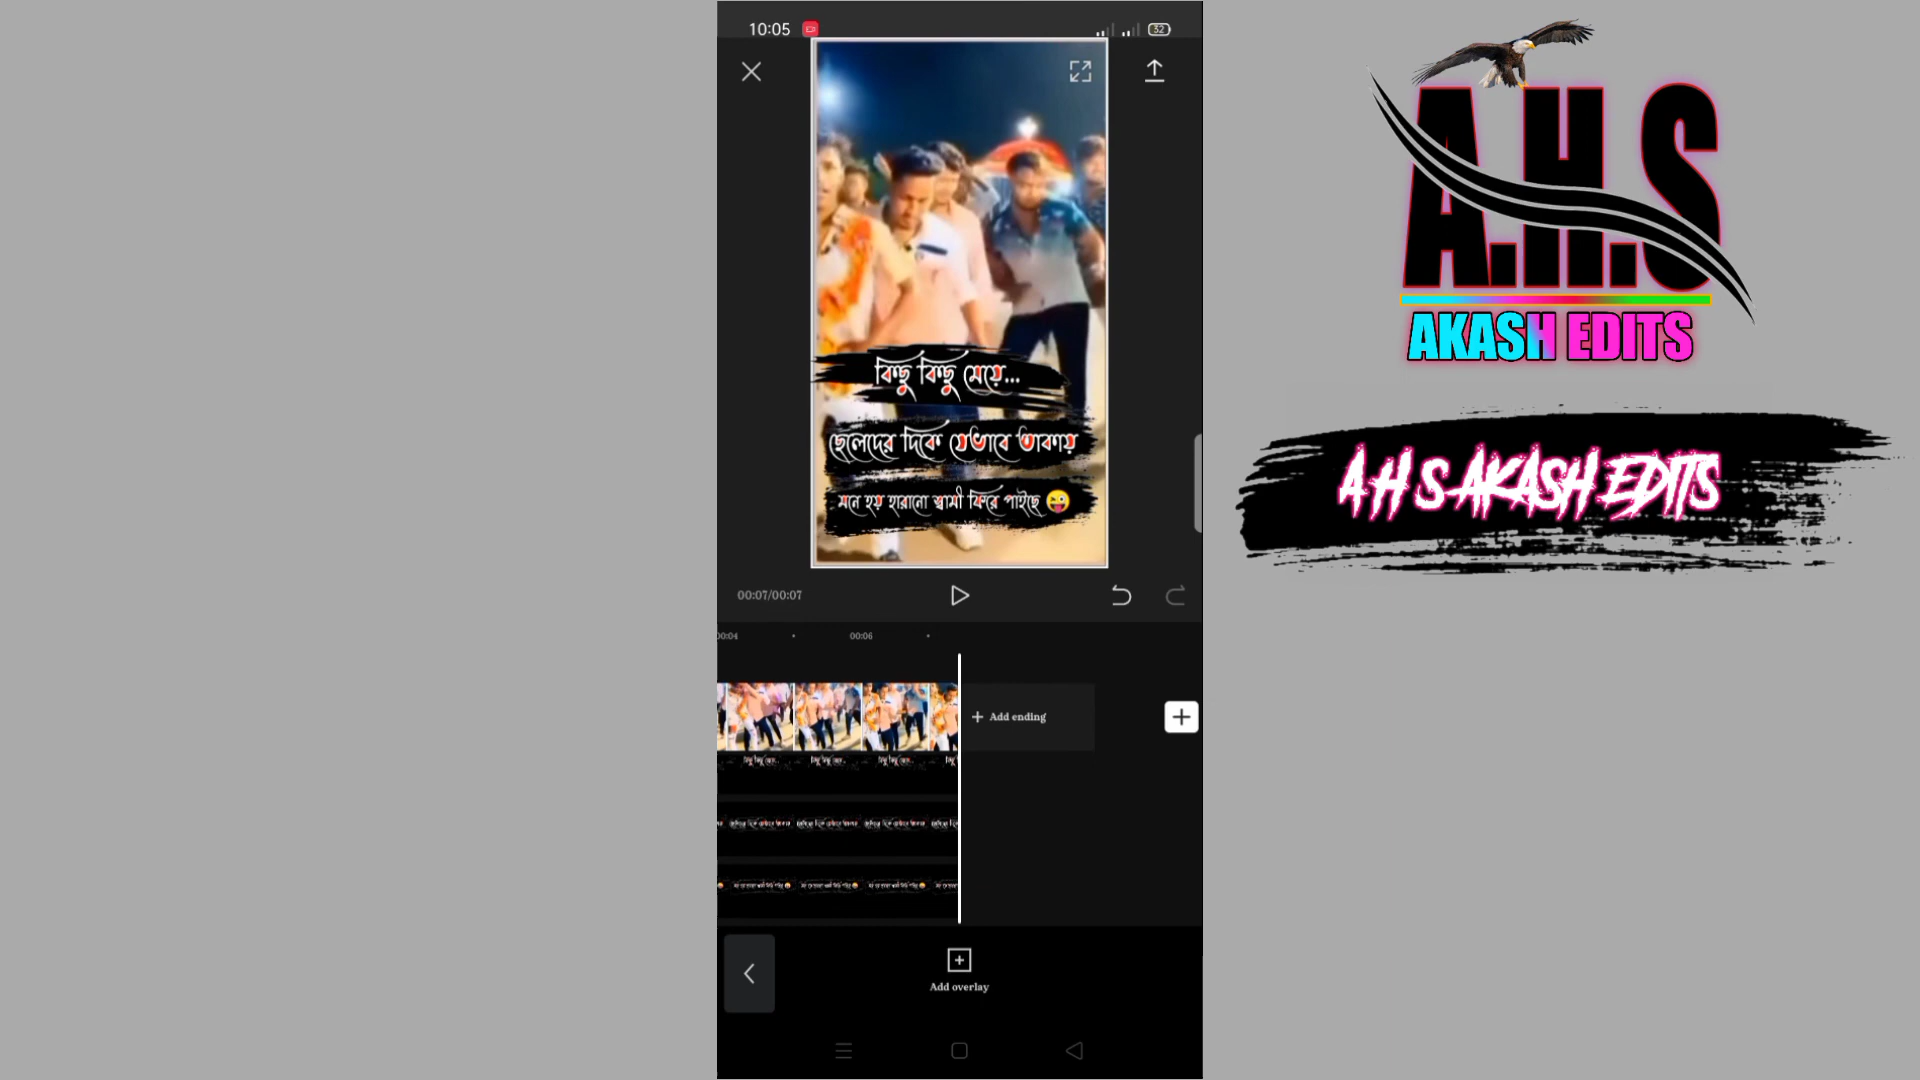 10:05
32
A.H.S
AKASH EDITS
A H S AKASH EDITS
কিছু কিছু মেয়ে...
ছেলেদের দিকে যেভাবে তাকায়
মনে হয় হারানো স্বামী ফিরে পাইছে 😜
00:07/00:07
00:04
00:06
+ Add ending
Add overlay